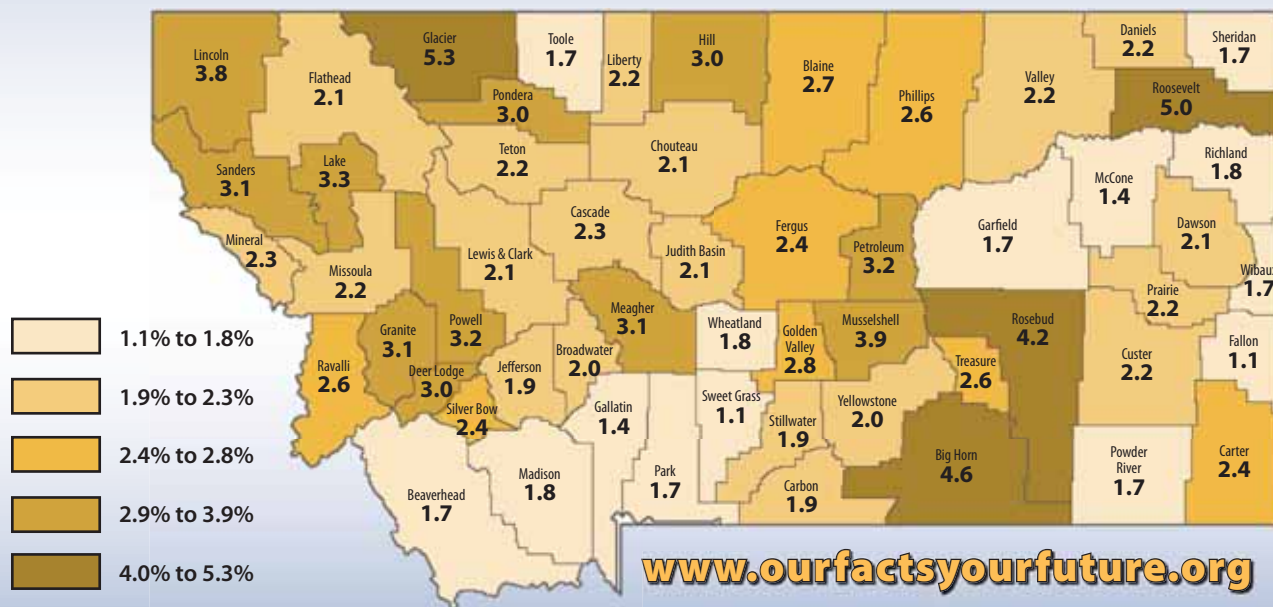 Lincoln
3.8
Flathead
2.1
Glacier
5.3
Toole
1.7
Liberty
2.2
Hill
3.0
Blaine
2.7
Phillips
2.6
Valley
2.2
Daniels
2.2
Sheridan
1.7
Roosevelt
5.0
Pondera
3.0
Teton
2.2
Chouteau
2.1
Sanders
3.1
Lake
3.3
Richland
1.8
McCone
1.4
Garfield
1.7
Dawson
2.1
Mineral
2.3
Missoula
2.2
Lewis & Clark
2.1
Cascade
2.3
Judith Basin
2.1
Fergus
2.4
Petroleum
3.2
Prairie
2.2
Wibaux
1.7
Granite
3.1
Powell
3.2
Meagher
3.1
Wheatland
1.8
Golden
Valley
2.8
Musselshell
3.9
Rosebud
4.2
Treasure
2.6
Custer
2.2
Fallon
1.1
Ravalli
2.6
Deer Lodge
3.0
Silver Bow
2.4
Jefferson
1.9
Broadwater
2.0
Gallatin
1.4
Sweet Grass
1.1
Stillwater
1.9
Yellowstone
2.0
Beaverhead
1.7
Madison
1.8
Park
1.7
Carbon
1.9
Big Horn
4.6
Powder
River
1.7
Carter
2.4
1.1% to 1.8%
1.9% to 2.3%
2.4% to 2.8%
2.9% to 3.9%
4.0% to 5.3%
www.ourfactsyourfuture.org